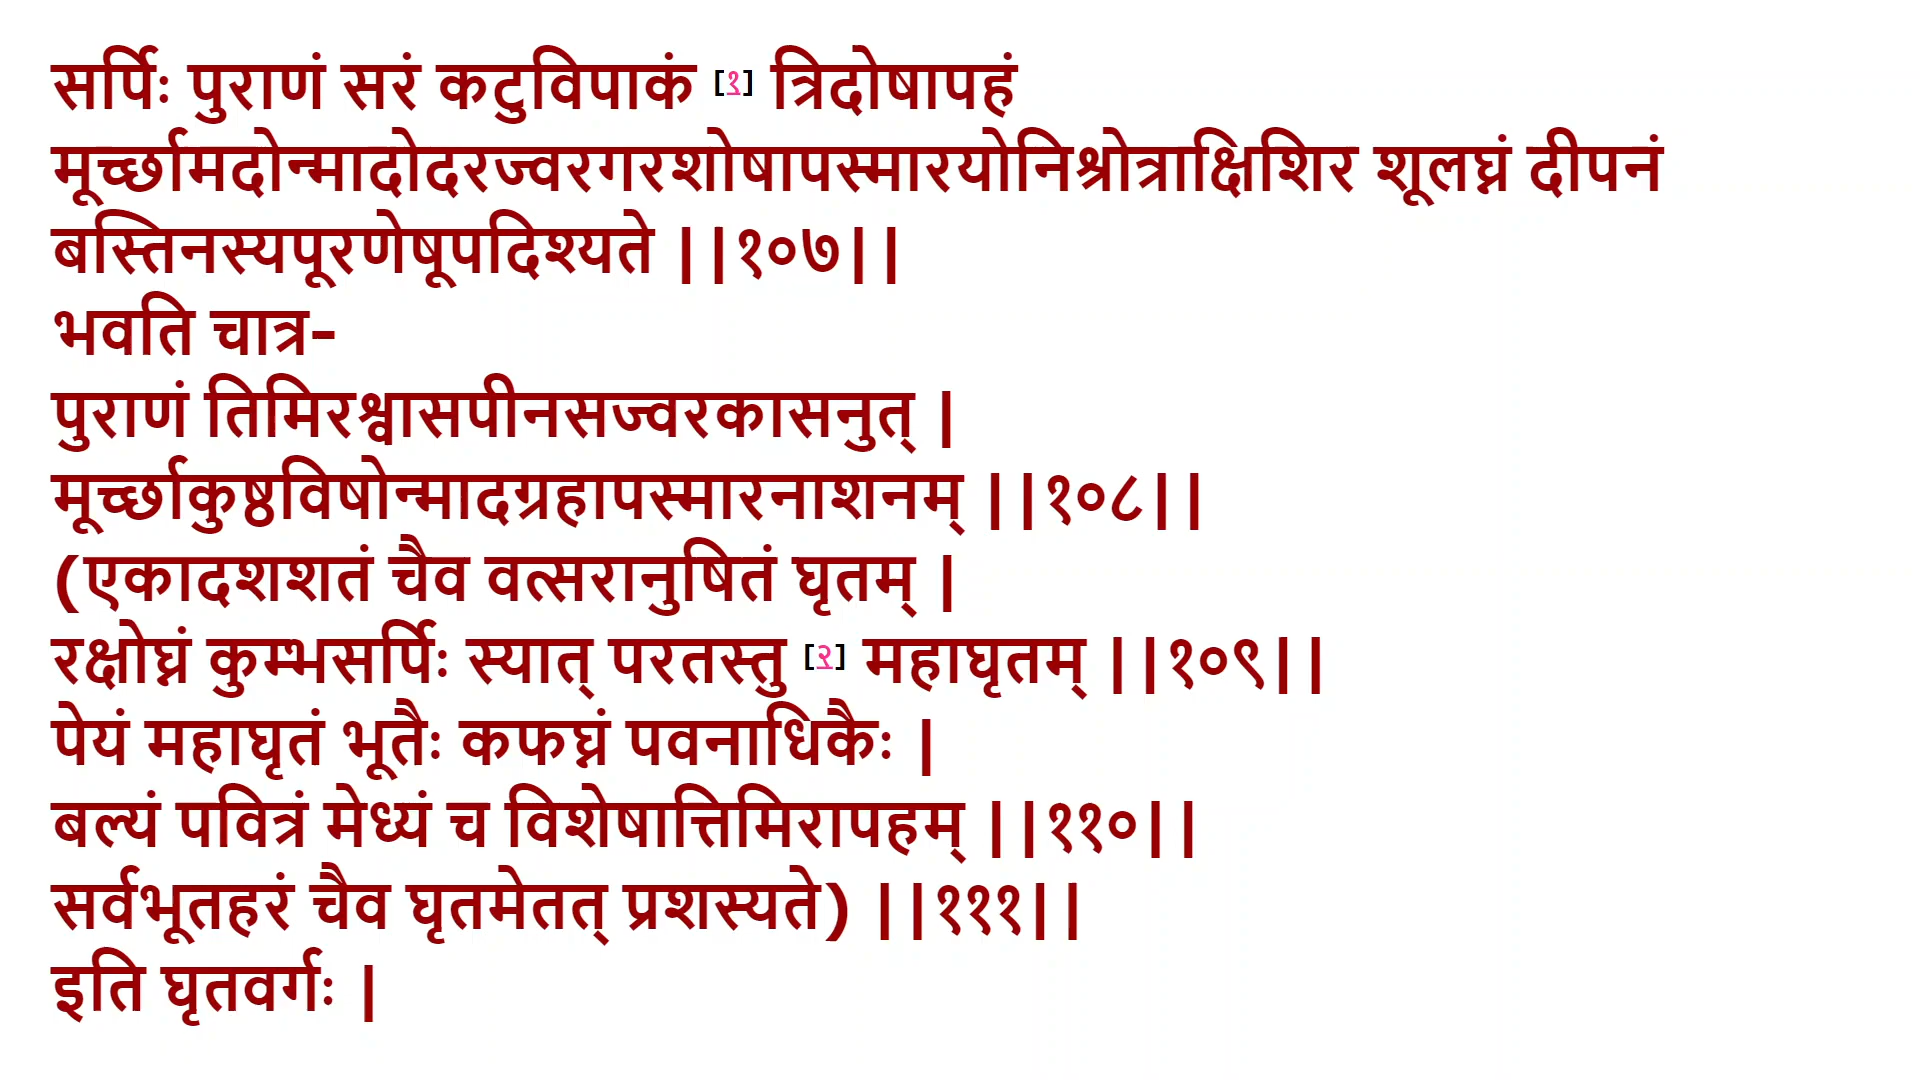 सर्पिः पुराणं सरं कटुविपाकं [१] त्रिदोषापहं
मूर्च्छामदोन्मादोदरज्वरगरशोषापस्मारयोनिश्रोत्राक्षिशिर शूलघ्नं दीपनं
बस्तिनस्यपूरणेषूपदिश्यते ||१०७||
भवति चात्र-
पुराणं तिमिरश्वासपीनसज्वरकासनुत् |
मूर्च्छाकुष्ठविषोन्मादग्रहापस्मारनाशनम् ||१०८||
(एकादशशतं चैव वत्सरानुषितं घृतम् |
रक्षोघ्नं कुम्भसर्पिः स्यात् परतस्तु [२] महाघृतम् ||१०९||
पेयं महाघृतं भूतैः कफघ्नं पवनाधिकैः |
बल्यं पवित्रं मेध्यं च विशेषात्तिमिरापहम् ||११०||
सर्वभूतहरं चैव घृतमेतत् प्रशस्यते) ||१११||
इति घृतवर्गः |